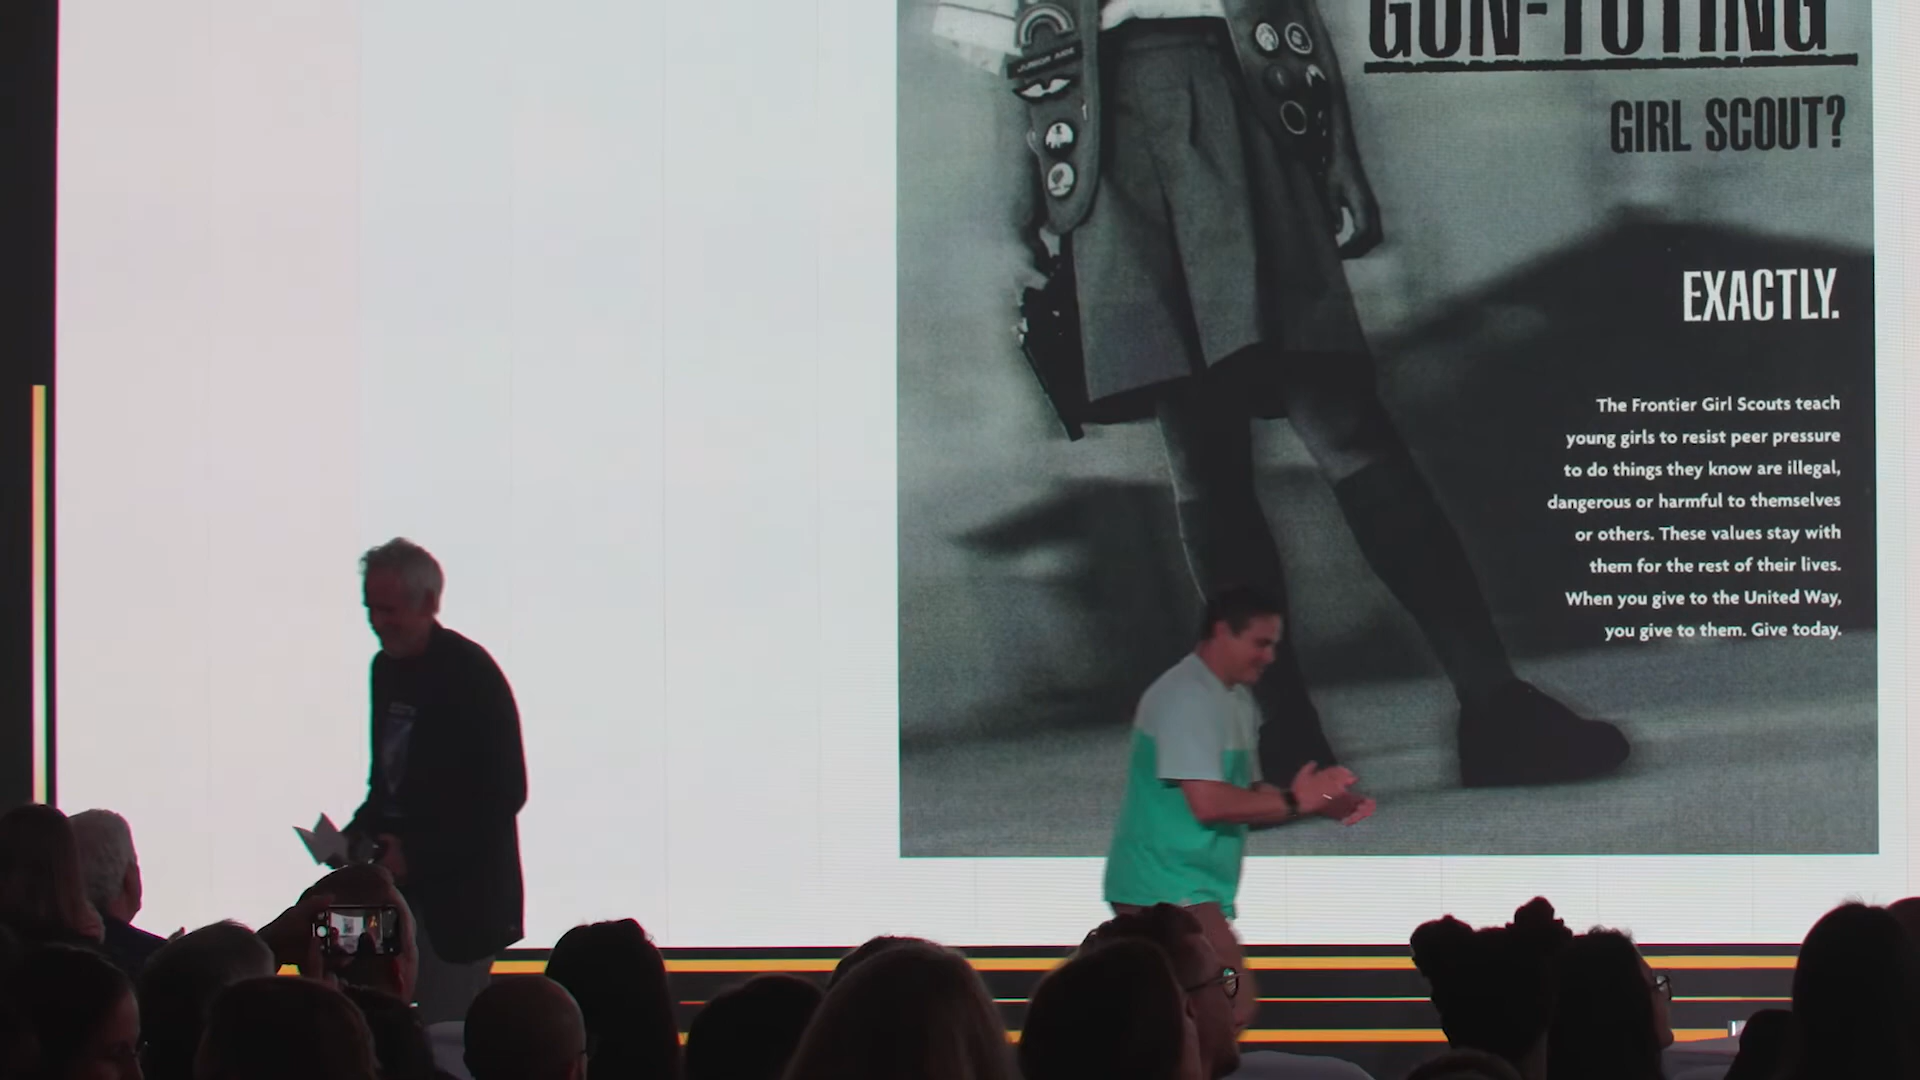 GUN-TOTING
GIRL SCOUT?
JUNIOR AIDE
EXACTLY.
The Frontier Girl Scouts teach
young girls to resist peer pressure
to do things they know are illegal,
dangerous or harmful to themselves
or others. These values stay with
them for the rest of their lives.
When you give to the United Way,
you give to them. Give today.